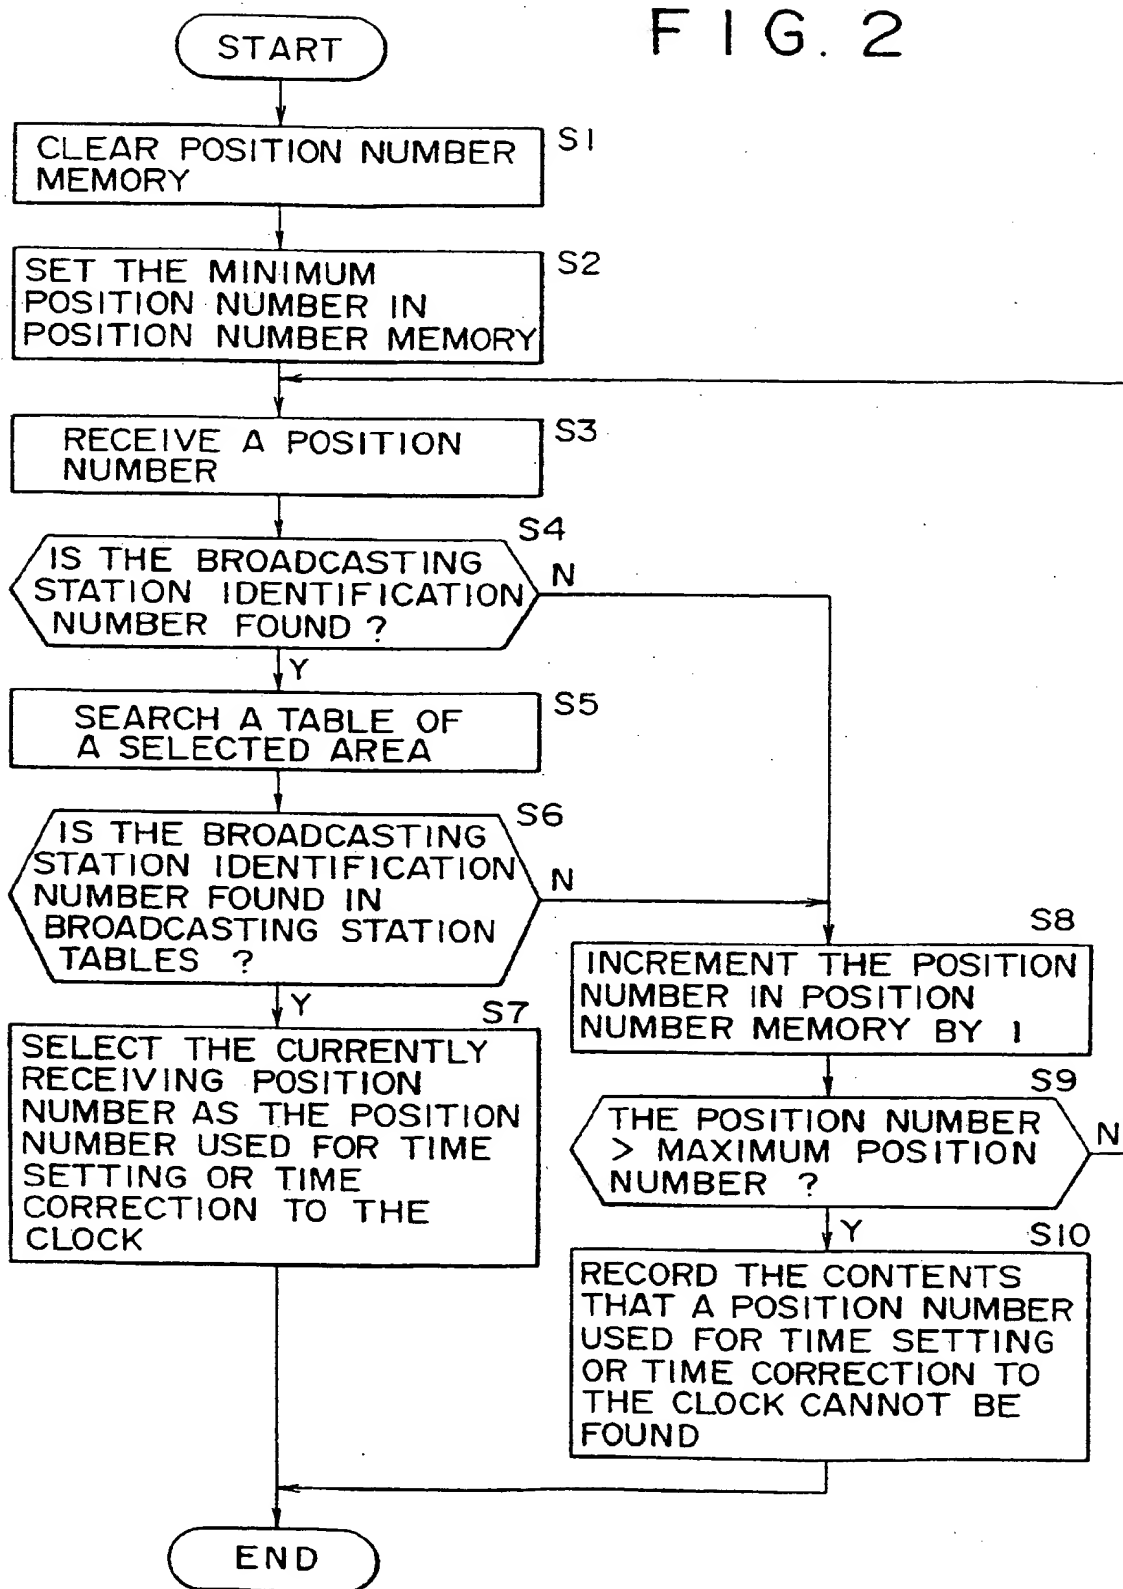 FIG. 2
START
S1
CLEAR POSITION NUMBER
MEMORY
S2
SET THE MINIMUM
POSITION NUMBER IN
POSITION NUMBER MEMORY
S3
RECEIVE A POSITION
NUMBER
S4
IS THE BROADCASTING
STATION IDENTIFICATION
NUMBER FOUND ?
N
Y
S5
SEARCH A TABLE OF
A SELECTED AREA
S6
IS THE BROADCASTING
STATION IDENTIFICATION
NUMBER FOUND IN
BROADCASTING STATION
TABLES ?
N
Y
S7
SELECT THE CURRENTLY
RECEIVING POSITION
NUMBER AS THE POSITION
NUMBER USED FOR TIME
SETTING OR TIME
CORRECTION TO THE
CLOCK
S8
INCREMENT THE POSITION
NUMBER IN POSITION
NUMBER MEMORY BY 1
S9
THE POSITION NUMBER
> MAXIMUM POSITION
NUMBER ?
N
Y
S10
RECORD THE CONTENTS
THAT A POSITION NUMBER
USED FOR TIME SETTING
OR TIME CORRECTION TO
THE CLOCK CANNOT BE
FOUND
END